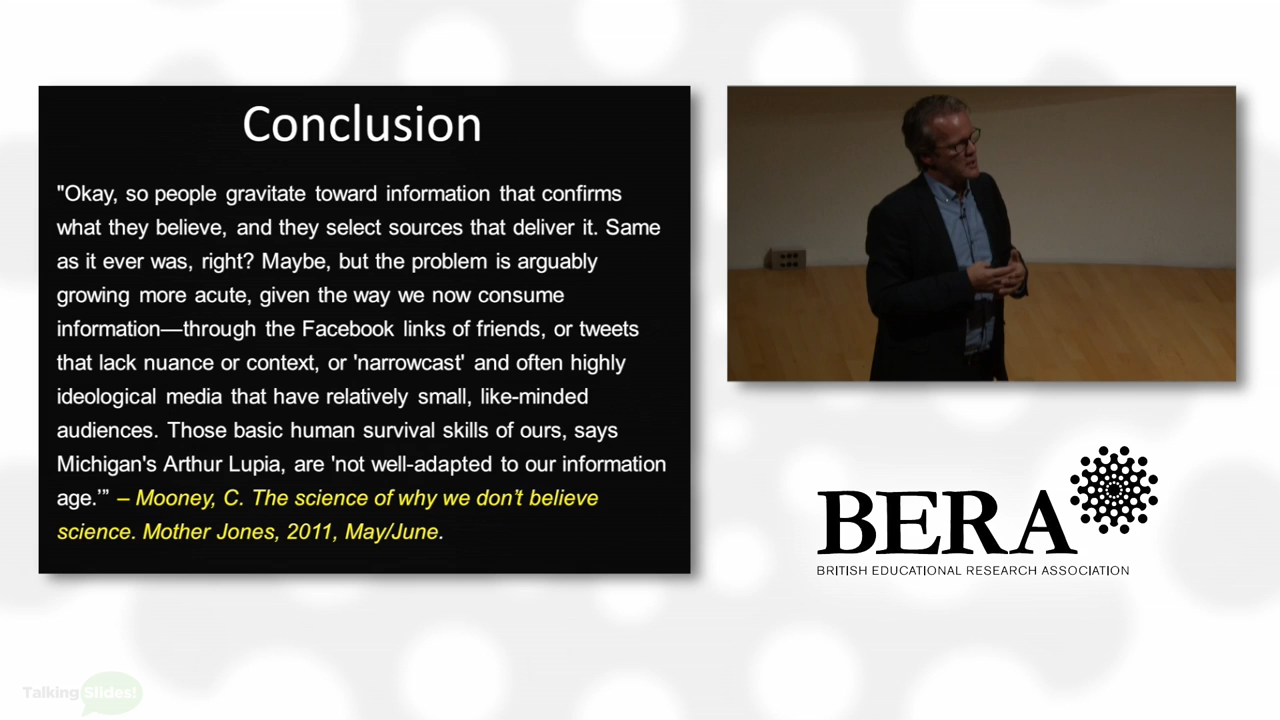 Conclusion
"Okay, so people gravitate toward information that confirms
what they believe, and they select sources that deliver it. Same
as it ever was, right? Maybe, but the problem is arguably
growing more acute, given the way we now consume
information—through the Facebook links of friends, or tweets
that lack nuance or context, or 'narrowcast' and often highly
ideological media that have relatively small, like-minded
audiences. Those basic human survival skills of ours, says
Michigan's Arthur Lupia, are 'not well-adapted to our information
age.'” – Mooney, C. The science of why we don’t believe
science. Mother Jones, 2011, May/June.
BERA
BRITISH EDUCATIONAL RESEARCH ASSOCIATION
Talking Slides!